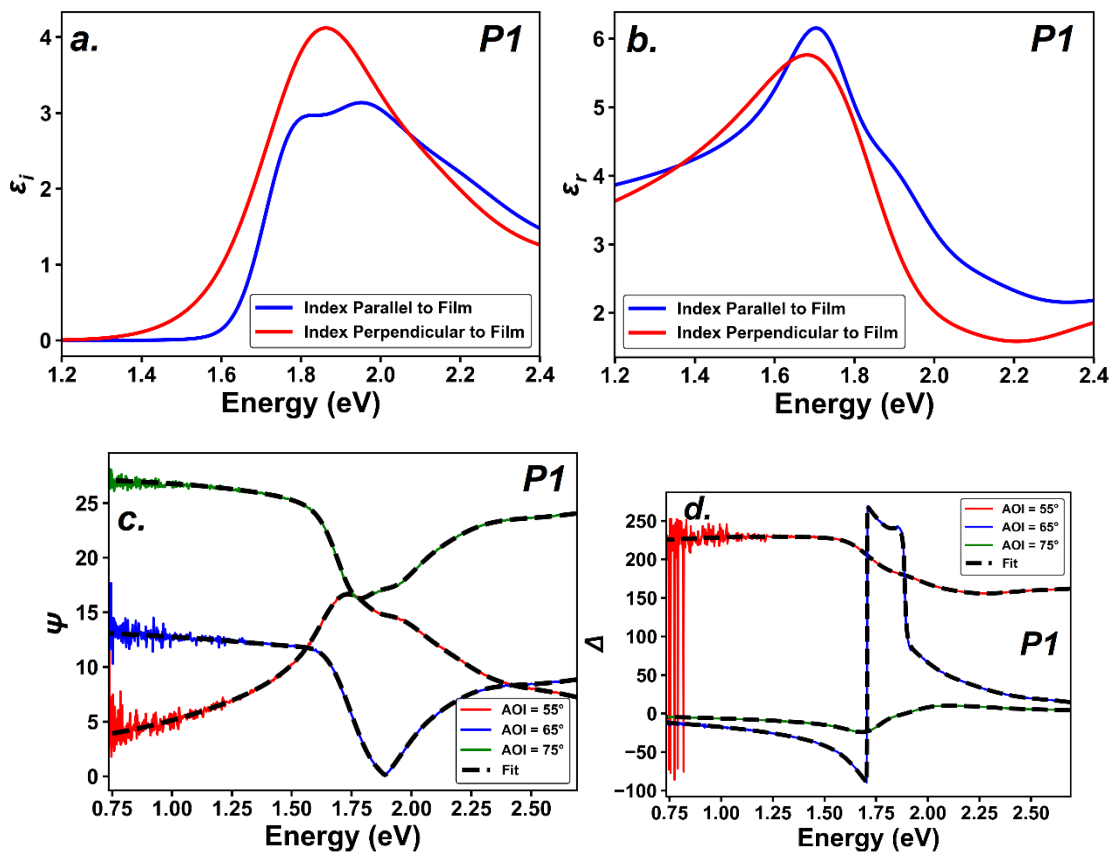 a.
P1
εi
4
3
2
1
0
1.2 1.4 1.6 1.8 2.0 2.2 2.4
Energy (eV)
Index Parallel to Film
Index Perpendicular to Film
b.
P1
εr
6
5
4
3
2
1.2 1.4 1.6 1.8 2.0 2.2 2.4
Energy (eV)
Index Parallel to Film
Index Perpendicular to Film
c.
P1
Ψ
25
20
15
10
5
0
0.75 1.00 1.25 1.50 1.75 2.00 2.25 2.50
Energy (eV)
AOI = 55°
AOI = 65°
AOI = 75°
Fit
d.
P1
Δ
250
200
150
100
50
0
−50
−100
0.75 1.00 1.25 1.50 1.75 2.00 2.25 2.50
Energy (eV)
AOI = 55°
AOI = 65°
AOI = 75°
Fit